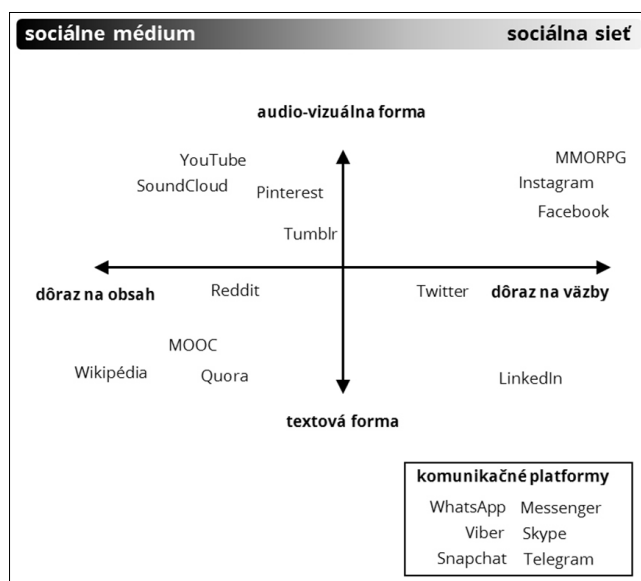 sociálne médium sociálna sieť
audio-vizuálna forma
YouTube MMORPG
SoundCloud Pinterest Instagram
Facebook
Tumblr
dôraz na obsah Reddit Twitter dôraz na väzby
MOOC
Wikipédia Quora LinkedIn
textová forma
komunikačné platformy
WhatsApp Messenger
Viber Skype
Snapchat Telegram